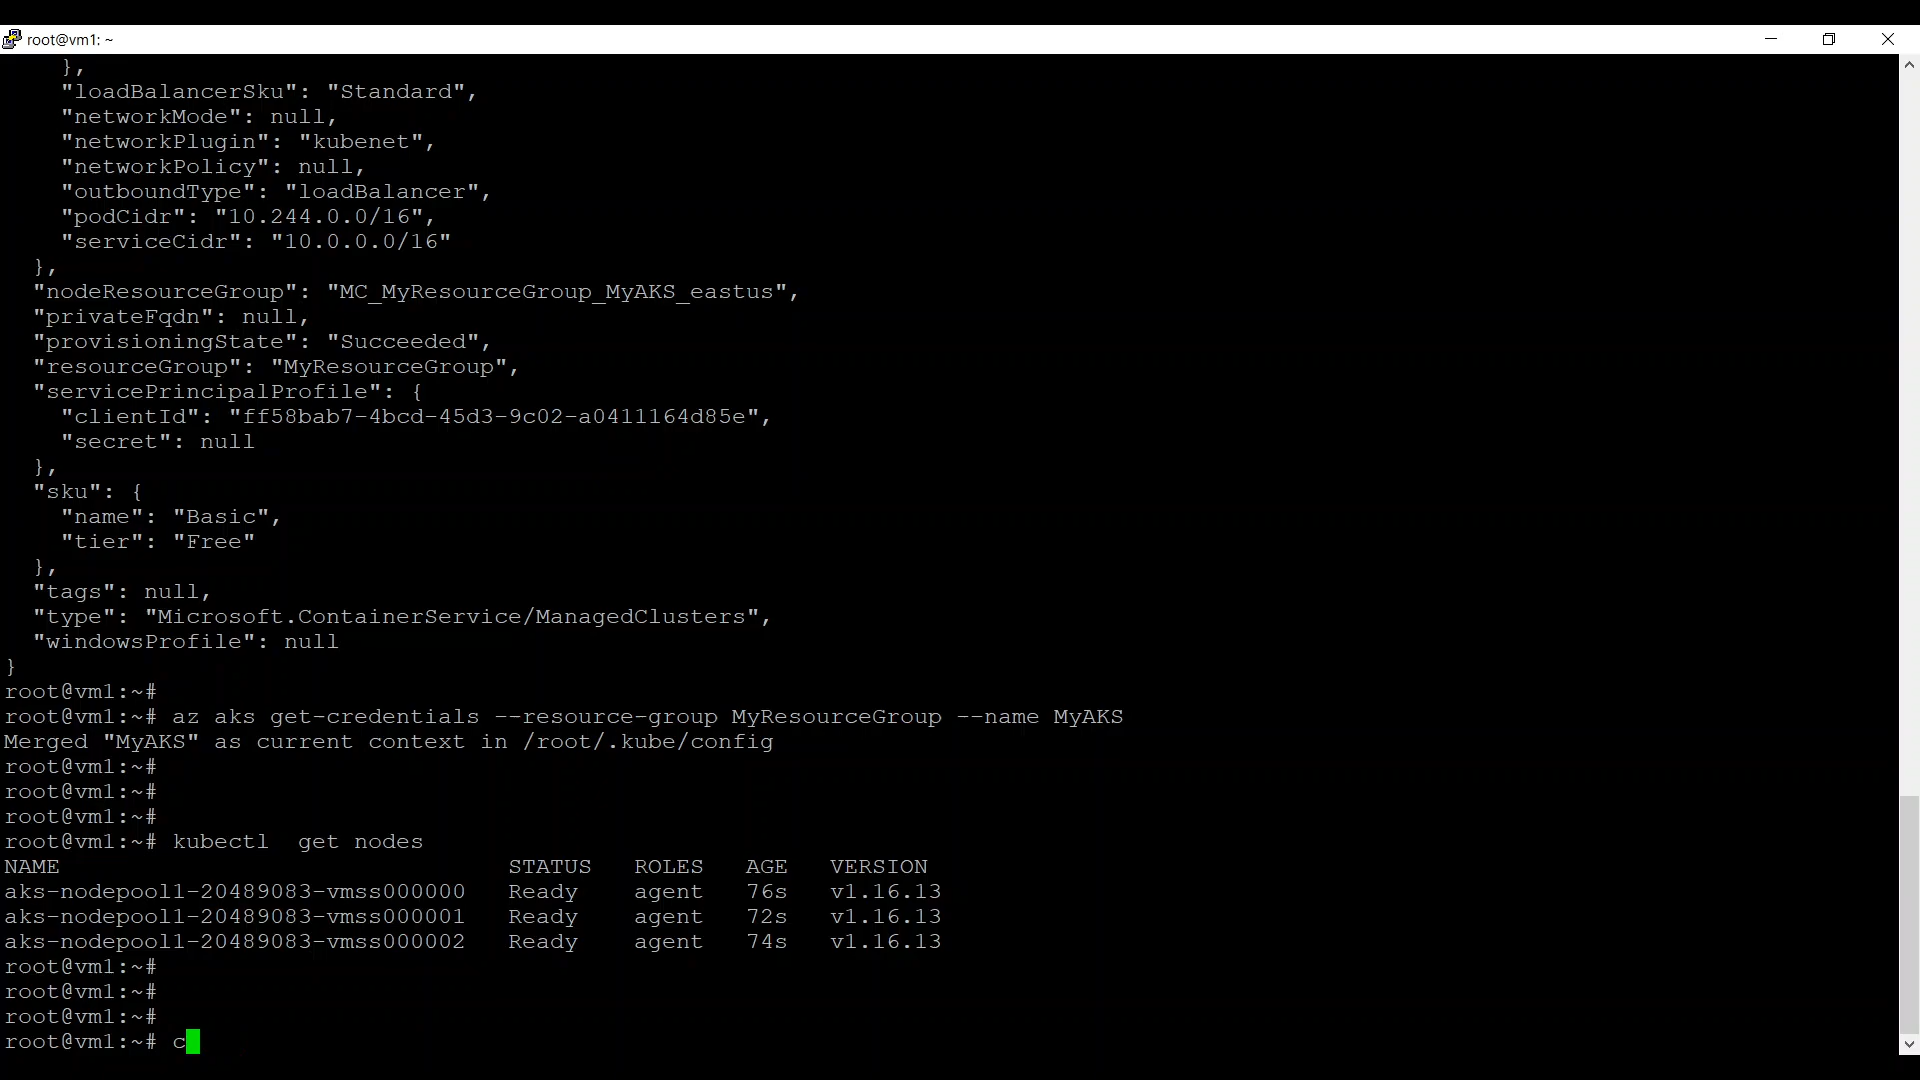 root@vm1: ~
},
"loadBalancerSku": "Standard",
"networkMode": null,
"networkPlugin": "kubenet",
"networkPolicy": null,
"outboundType": "loadBalancer",
"podCidr": "10.244.0.0/16",
"serviceCidr": "10.0.0.0/16"
},
"nodeResourceGroup": "MC_MyResourceGroup_MyAKS_eastus",
"privateFqdn": null,
"provisioningState": "Succeeded",
"resourceGroup": "MyResourceGroup",
"servicePrincipalProfile": {
"clientId": "ff58bab7-4bcd-45d3-9c02-a0411164d85e",
"secret": null
},
"sku": {
"name": "Basic",
"tier": "Free"
},
"tags": null,
"type": "Microsoft.ContainerService/ManagedClusters",
"windowsProfile": null
}
root@vm1:~#
root@vm1:~# az aks get-credentials --resource-group MyResourceGroup --name MyAKS
Merged "MyAKS" as current context in /root/.kube/config
root@vm1:~#
root@vm1:~#
root@vm1:~#
root@vm1:~# kubectl  get nodes
NAME STATUS ROLES AGE VERSION
aks-nodepool1-20489083-vmss000000 Ready agent 76s v1.16.13
aks-nodepool1-20489083-vmss000001 Ready agent 72s v1.16.13
aks-nodepool1-20489083-vmss000002 Ready agent 74s v1.16.13
root@vm1:~#
root@vm1:~#
root@vm1:~#
root@vm1:~# c